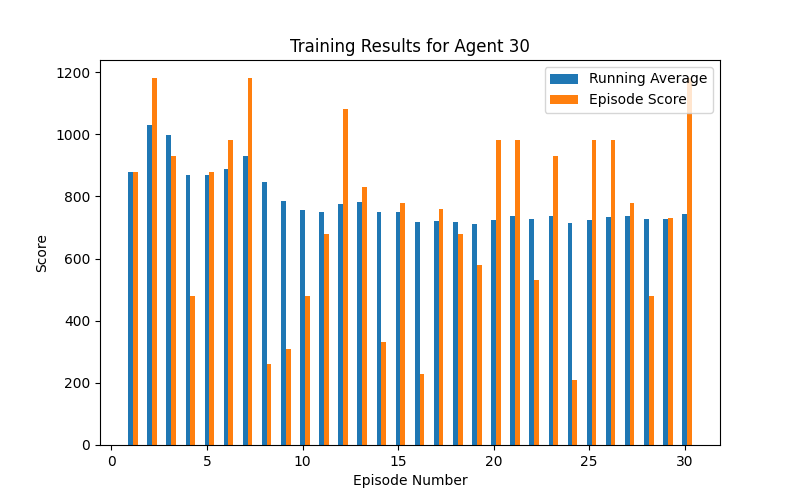 Training Results for Agent 30
Running Average
Episode Score
1200
1000
800
600
400
200
0
Score
0 5 10 15 20 25 30
Episode Number